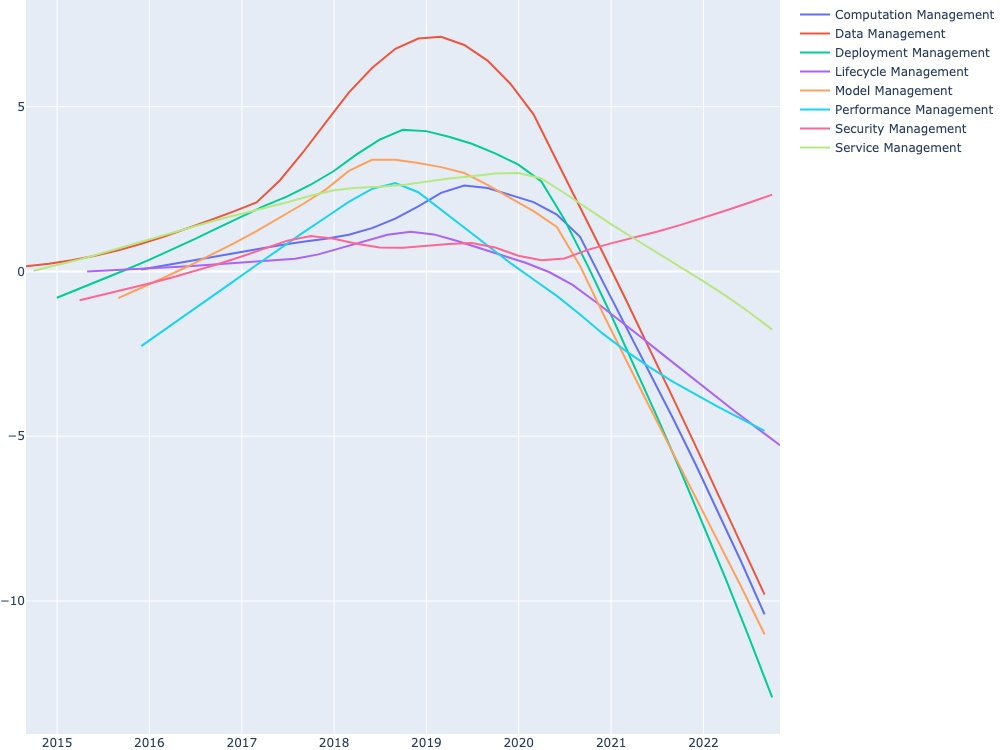 Computation Management
Data Management
Deployment Management
Lifecycle Management
Model Management
Performance Management
Security Management
Service Management
5
0
−5
−10
2015 2016 2017 2018 2019 2020 2021 2022